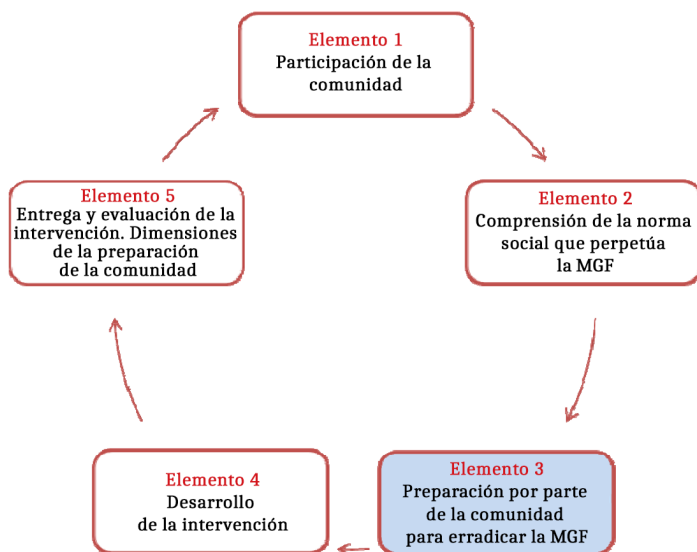 Elemento 1
Participación de la
comunidad
Elemento 2
Comprensión de la norma
social que perpetúa
la MGF
Elemento 3
Preparación por parte
de la comunidad
para erradicar la MGF
Elemento 4
Desarrollo
de la intervención
Elemento 5
Entrega y evaluación de la
intervención. Dimensiones
de la preparación
de la comunidad